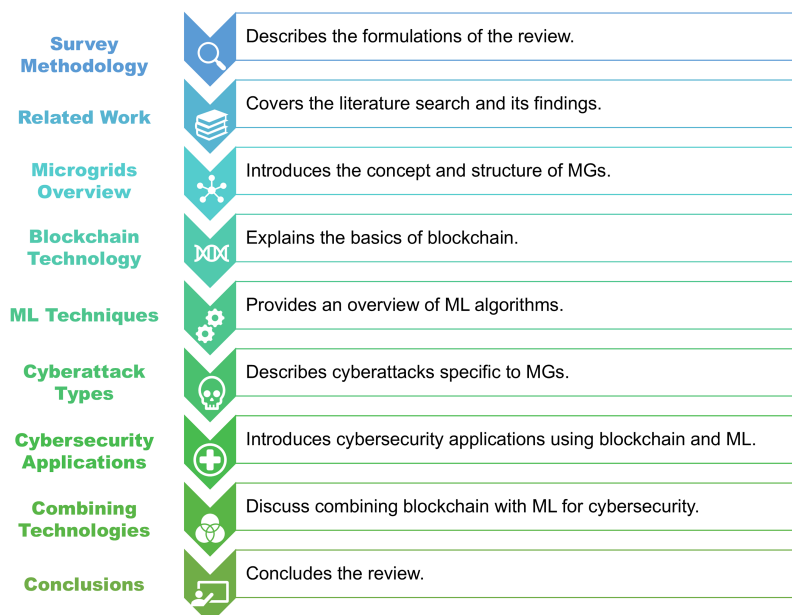 Survey
Methodology
Describes the formulations of the review.
Related Work
Covers the literature search and its findings.
Microgrids
Overview
Introduces the concept and structure of MGs.
Blockchain
Technology
Explains the basics of blockchain.
ML Techniques
Provides an overview of ML algorithms.
Cyberattack
Types
Describes cyberattacks specific to MGs.
Cybersecurity
Applications
Introduces cybersecurity applications using blockchain and ML.
Combining
Technologies
Discuss combining blockchain with ML for cybersecurity.
Conclusions
Concludes the review.